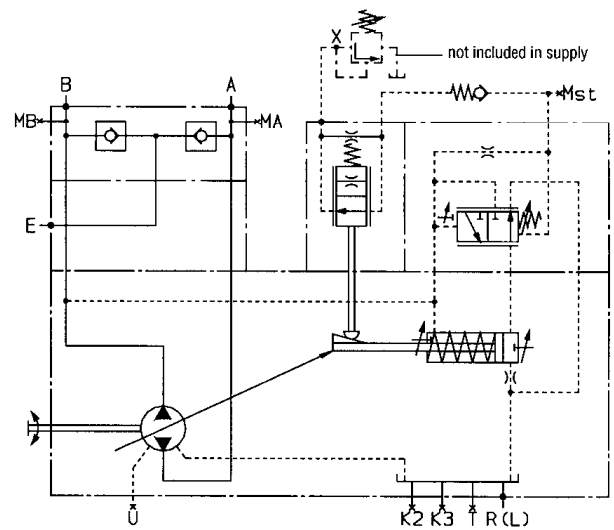 X
not included in supply
B
A
MB
MA
Mst
E
U
K2
K3
R(L)